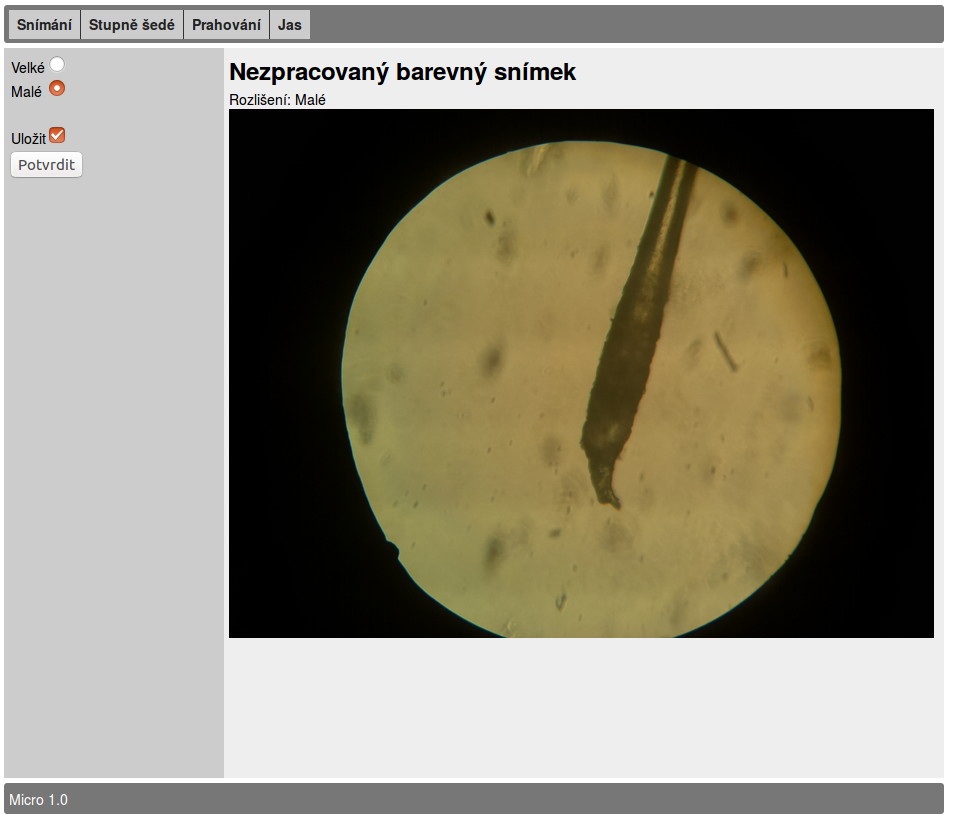 Snímání Stupně šedé Prahování Jas
Velké
Malé
Uložit
Potvrdit
Nezpracovaný barevný snímek
Rozlišení: Malé
Micro 1.0